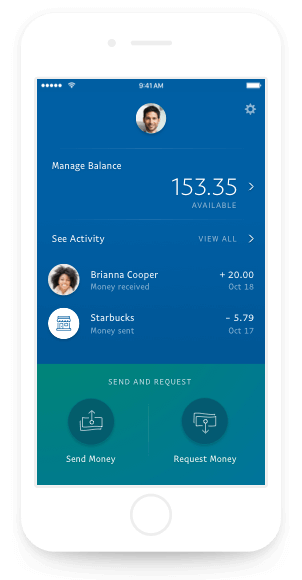 9:41 AM
Manage Balance
153.35
AVAILABLE
See Activity VIEW ALL
Brianna Cooper + 20.00
Money received Oct 18
Starbucks - 5.79
Money sent Oct 17
SEND AND REQUEST
Send Money Request Money